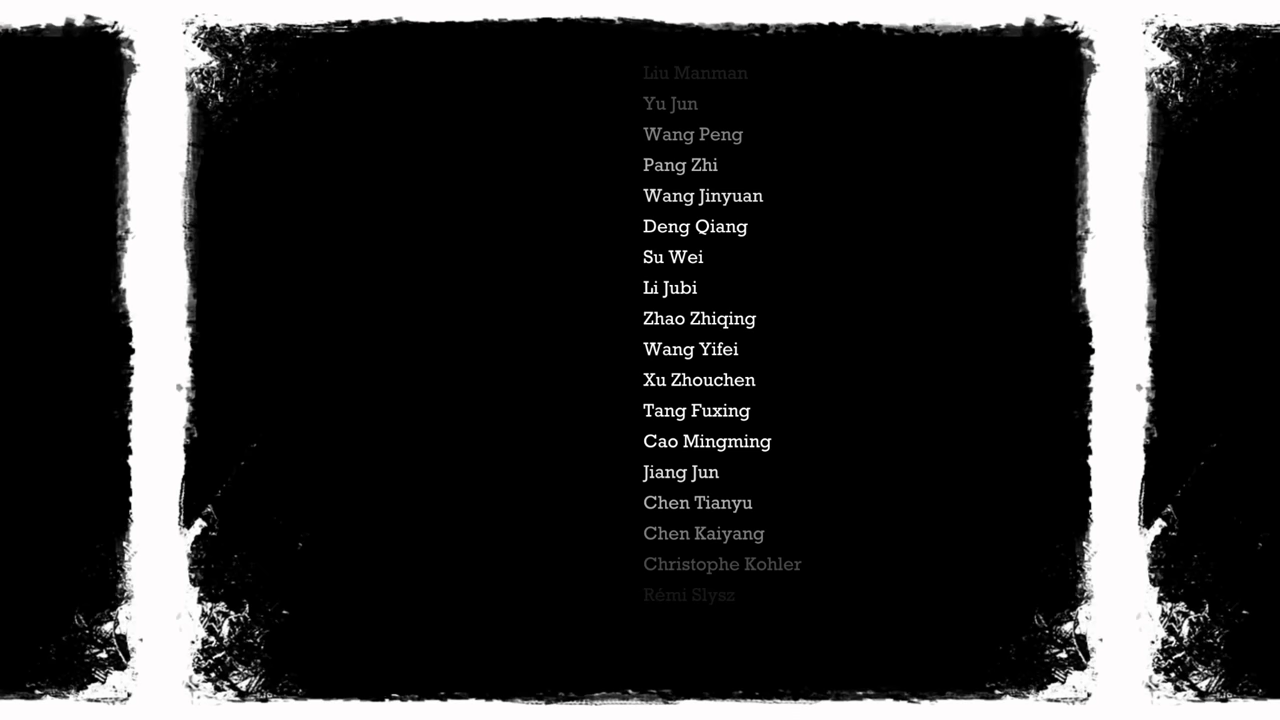 Liu Manman
Yu Jun
Wang Peng
Pang Zhi
Wang Jinyuan
Deng Qiang
Su Wei
Li Jubi
Zhao Zhiqing
Wang Yifei
Xu Zhouchen
Tang Fuxing
Cao Mingming
Jiang Jun
Chen Tianyu
Chen Kaiyang
Christophe Kohler
Rémi Slysz